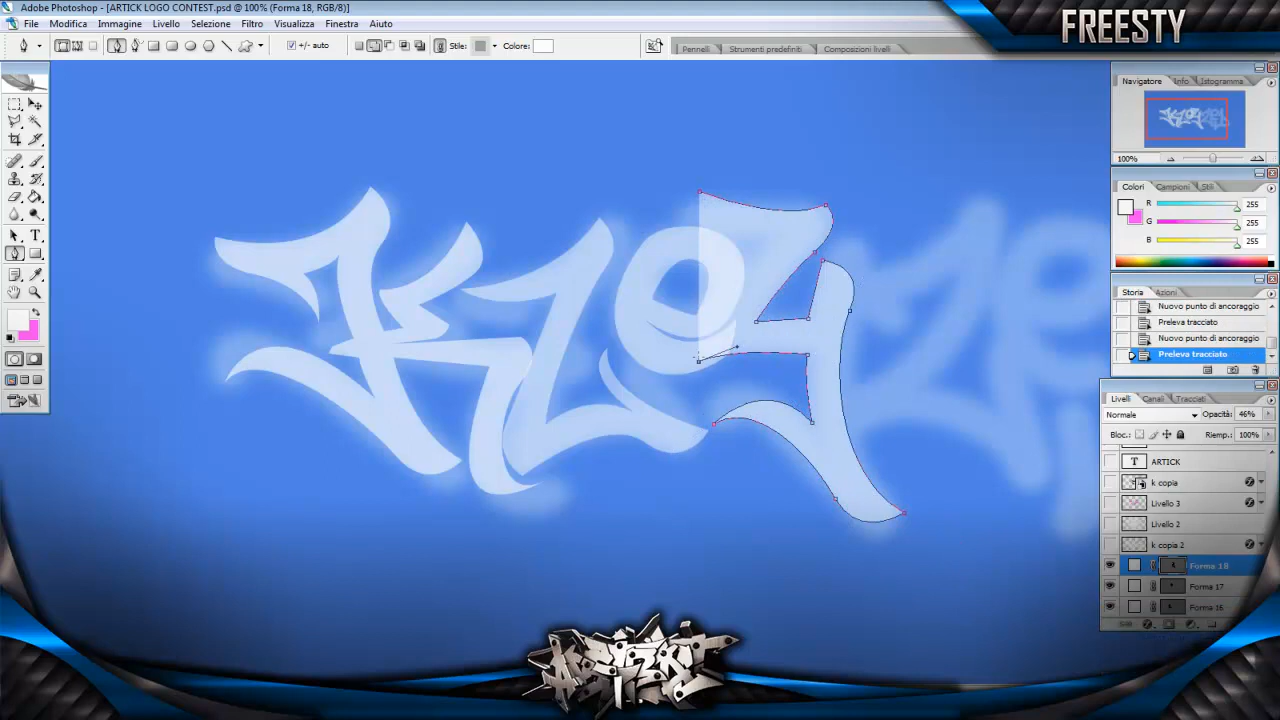 Adobe Photoshop - [ARTICK LOGO CONTEST.psd @ 100% (Forma 18, RGB/8)]
FREESTY
File Modifica Immagine Livello Selezione Filtro Visualizza Finestra Aiuto
+/- auto Stile: Colore: Pennelli Strumenti predefiniti Composizioni livelli
Navigatore Info Istogramma
100%
Colori Campioni Stili
R 255
G 255
B 255
Storia Azioni
Nuovo punto di ancoraggio
Preleva tracciato
Nuovo punto di ancoraggio
Preleva tracciato
Livelli Canali Tracciati
Normale Opacità: 46%
Bloc.: Riemp.: 100%
T ARTICK
k copia
Livello 3
Livello 2
k copia 2
Forma 18
Forma 17
Forma 16